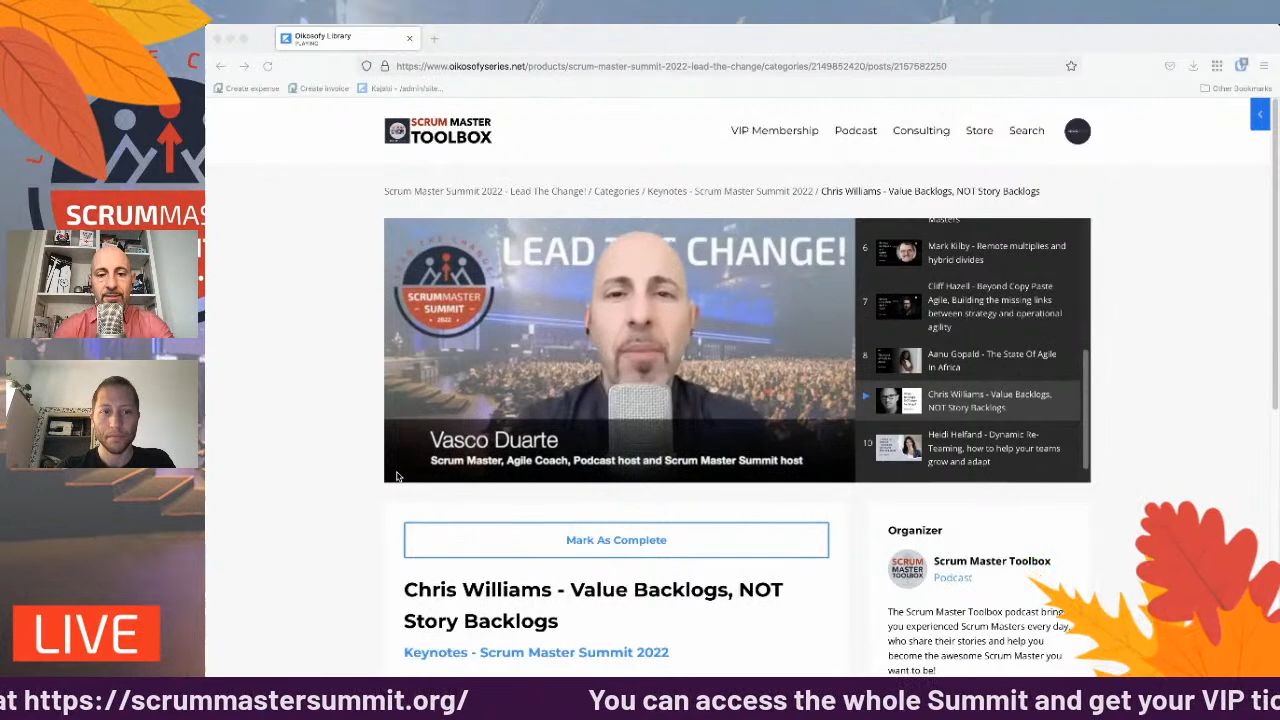 Oikosofy Library
PLAYING
https://www.oikosofyseries.net/products/scrum-master-summit-2022-lead-the-change/categories/2149852420/posts/2157582250
Create expense
Create invoice
Kajabi - /admin/site...
Other Bookmarks
SCRUM MASTER
TOOLBOX
VIP Membership
Podcast
Consulting
Store
Search
Scrum Master Summit 2022 - Lead The Change! / Categories / Keynotes - Scrum Master Summit 2022 / Chris Williams - Value Backlogs, NOT Story Backlogs
LEAD THE CHANGE!
SCRUMMASTER
SUMMIT
2022
Vasco Duarte
Scrum Master, Agile Coach, Podcast host and Scrum Master Summit host
Masters
6
Mark Kilby - Remote multiplies and
hybrid divides
7
Cliff Hazell - Beyond Copy Paste
Agile, Building the missing links
between strategy and operational
agility
8
Aanu Gopald - The State Of Agile
In Africa
Chris Williams - Value Backlogs,
NOT Story Backlogs
10
Heidi Helfand - Dynamic Re-
Teaming, how to help your teams
grow and adapt
Mark As Complete
Chris Williams - Value Backlogs, NOT
Story Backlogs
Keynotes - Scrum Master Summit 2022
Organizer
SCRUM
MASTER
TOOLBOX
Scrum Master Toolbox
Podcast
The Scrum Master Toolbox podcast brings
you experienced Scrum Masters every day,
who share their stories and help you
become the awesome Scrum Master you
want to be!
SCRUMMAS
LIVE
at https://scrummastersummit.org/
You can access the whole Summit and get your VIP tic